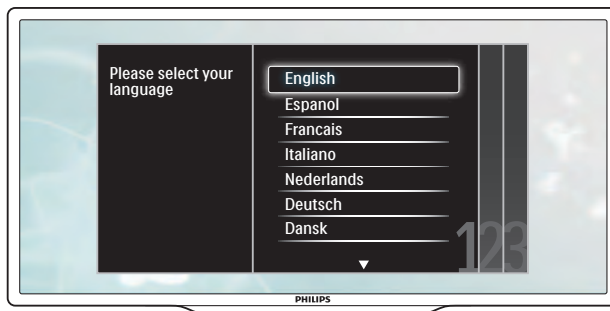 Please select your
language
English
Espanol
Francais
Italiano
Nederlands
Deutsch
Dansk
123
PHILIPS